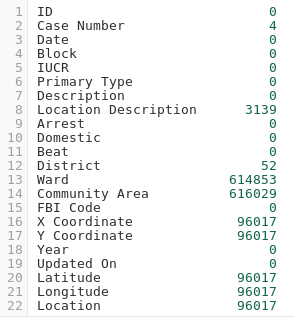 1 ID 0
2 Case Number 4
3 Date 0
4 Block 0
5 IUCR 0
6 Primary Type 0
7 Description 0
8 Location Description 3139
9 Arrest 0
10 Domestic 0
11 Beat 0
12 District 52
13 Ward 614853
14 Community Area 616029
15 FBI Code 0
16 X Coordinate 96017
17 Y Coordinate 96017
18 Year 0
19 Updated On 0
20 Latitude 96017
21 Longitude 96017
22 Location 96017